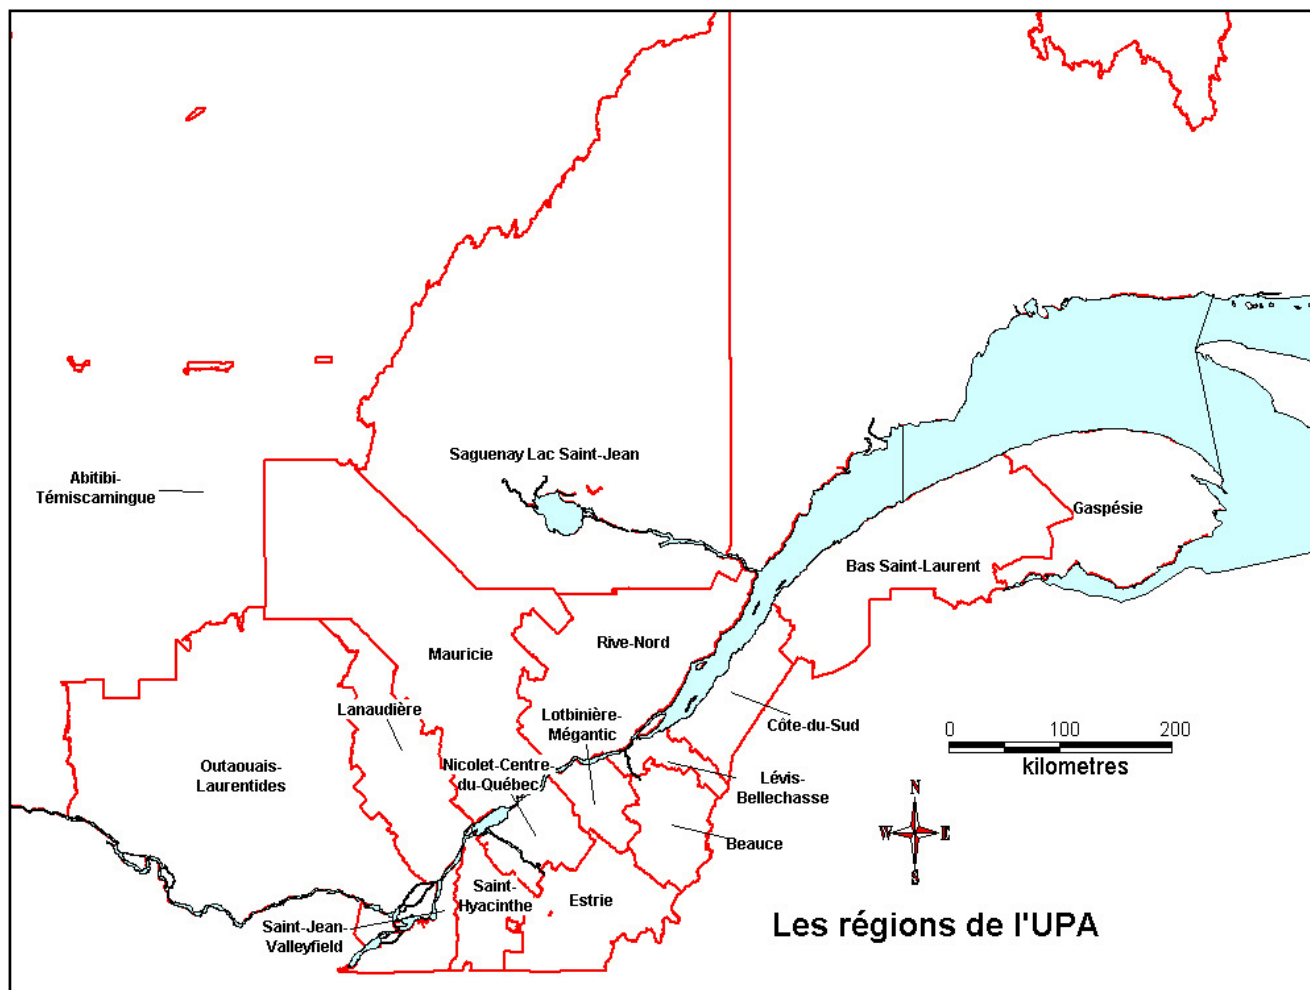 Saguenay Lac Saint-Jean
Abitibi-
Témiscamingue
Gaspésie
Bas Saint-Laurent
Mauricie
Rive-Nord
Lanaudière
Lotbinière-
Mégantic
Côte-du-Sud
0 100 200
kilometres
Outaouais-
Laurentides
Nicolet-Centre-
du-Québec
Lévis-
Bellechasse
Beauce
N
W E
S
Saint-
Hyacinthe
Estrie
Saint-Jean-
Valleyfield
Les régions de l'UPA